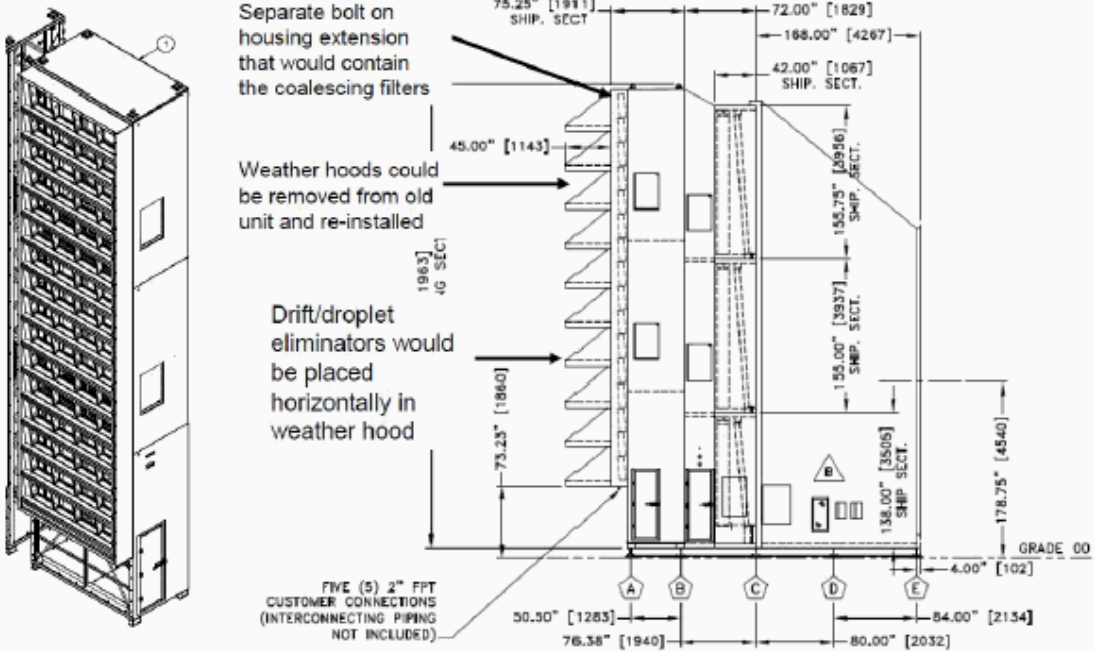 Separate bolt on
housing extension
that would contain
the coalescing filters
Weather hoods could
be removed from old
unit and re-installed
Drift/droplet
eliminators would
be placed
horizontally in
weather hood
1
75.25" [1911]
SHIP. SECT
72.00" [1829]
168.00" [4267]
42.00" [1067]
SHIP. SECT.
45.00" [1143]
1963]
73.23" [1860]
155.75" [3956]
SHIP. SECT.
155.00" [3937]
SHIP. SECT.
138.00" [3505]
SHIP SECT.
178.75" [4540]
B
GRADE 00
4.00" [102]
A B C D E
FIVE (5) 2" FPT
CUSTOMER CONNECTIONS
(INTERCONNECTING PIPING
NOT INCLUDED)
50.50" [1283]
84.00" [2134]
76.38" [1940]
80.00" [2032]